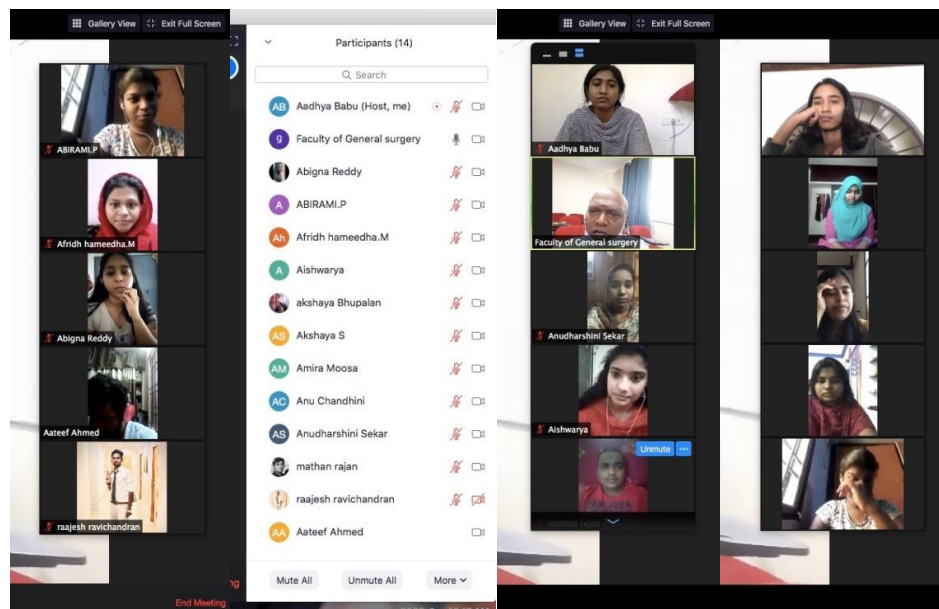 Gallery View Exit Full Screen
ABIRAMI.P
Afridh hameedha.M
Abigna Reddy
Aateef Ahmed
raajesh ravichandran
End Meeting
Participants (14)
Search
AB Aadhya Babu (Host, me)
g Faculty of General surgery
Abigna Reddy
A ABIRAMI.P
Ah Afridh hameedha.M
A Aishwarya
akshaya Bhupalan
AS Akshaya S
AM Amira Moosa
AC Anu Chandhini
AS Anudharshini Sekar
mathan rajan
raajesh ravichandran
AA Aateef Ahmed
Mute All Unmute All More
Gallery View Exit Full Screen
Aadhya Babu
Faculty of General surgery
Anudharshini Sekar
Aishwarya
Unmute
mathan rajan